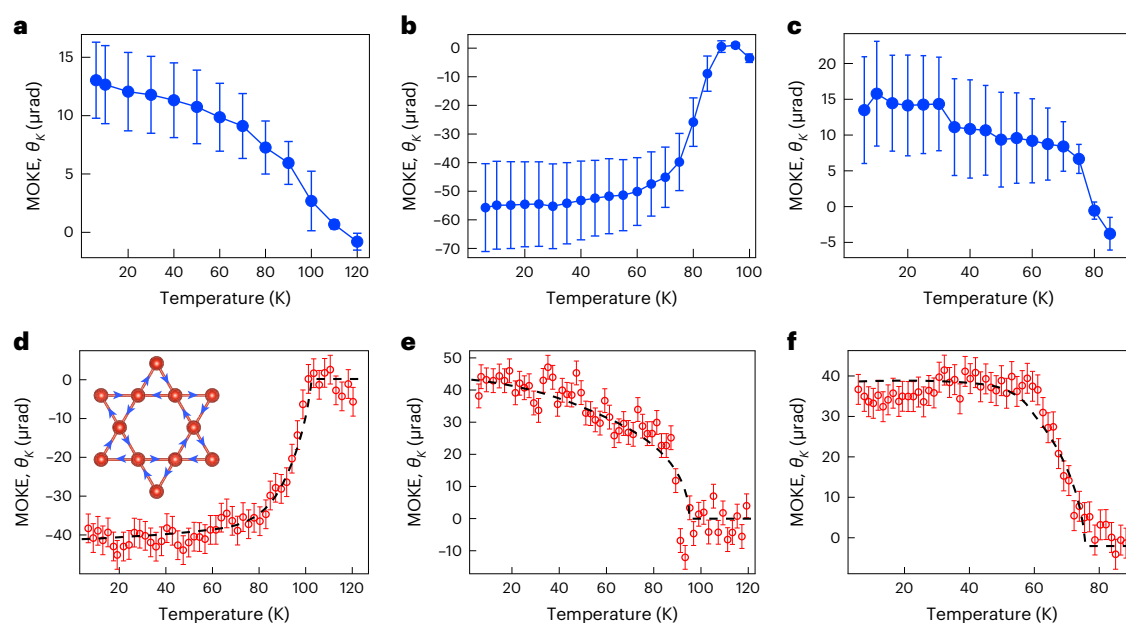 a
15
10
5
0
MOKE, θK (µrad)
20 40 60 80 100 120
Temperature (K)
b
0
−10
−20
−30
−40
−50
−60
−70
MOKE, θK (µrad)
20 40 60 80 100
Temperature (K)
c
20
15
10
5
0
−5
MOKE, θK (µrad)
20 40 60 80
Temperature (K)
d
0
−10
−20
−30
−40
MOKE, θK (µrad)
20 40 60 80 100 120
Temperature (K)
e
50
40
30
20
10
0
−10
MOKE, θK (µrad)
20 40 60 80 100 120
Temperature (K)
f
40
30
20
10
0
MOKE, θK (µrad)
20 40 60 80
Temperature (K)